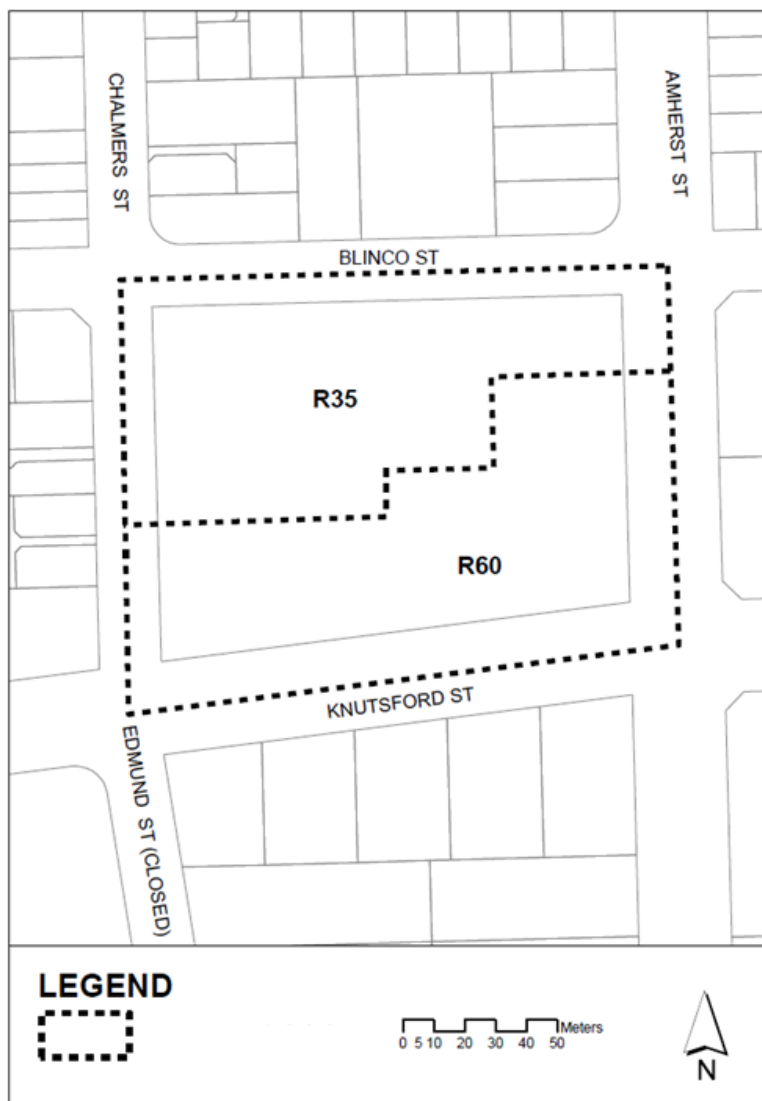 CHALMERS ST
AMHERST ST
BLINCO ST
R35
R60
KNUTSFORD ST
EDMUND ST (CLOSED)
LEGEND
Meters
0 5 10 20 30 40 50
N